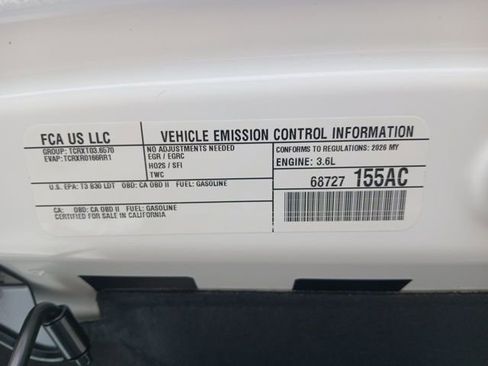 FCA US LLC
GROUP: TCRXT03.6570
EVAP: TCRXR0166RR1
VEHICLE EMISSION CONTROL INFORMATION
NO ADJUSTMENTS NEEDED
EGR / EGRC
HO2S / SFI
TWC
CONFORMS TO REGULATIONS: 2026 MY
ENGINE: 3.6L
U.S. EPA: T3 B30 LDT OBD: CA OBD II FUEL: GASOLINE
68727 155AC
CA: OBD: CA OBD II FUEL: GASOLINE
CERTIFIED FOR SALE IN CALIFORNIA